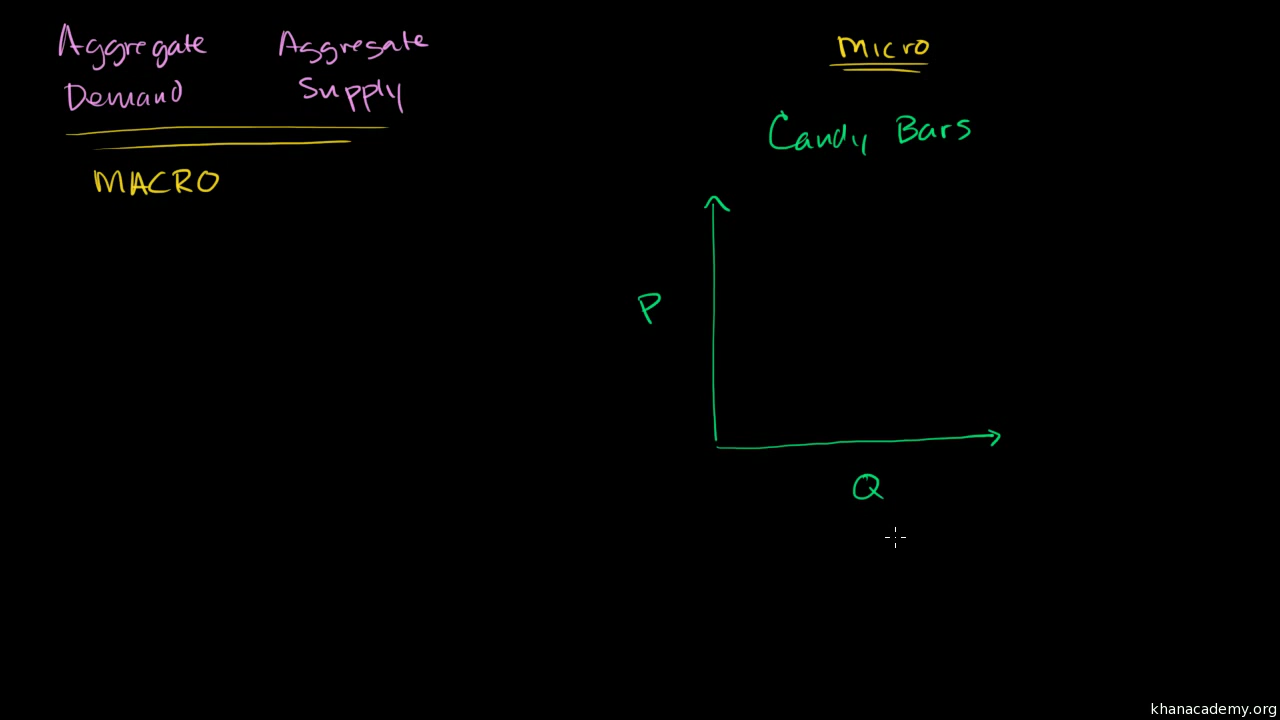 Aggregate Aggregate
Demand Supply
MACRO
Micro
Candy Bars
P
Q
khanacademy.org